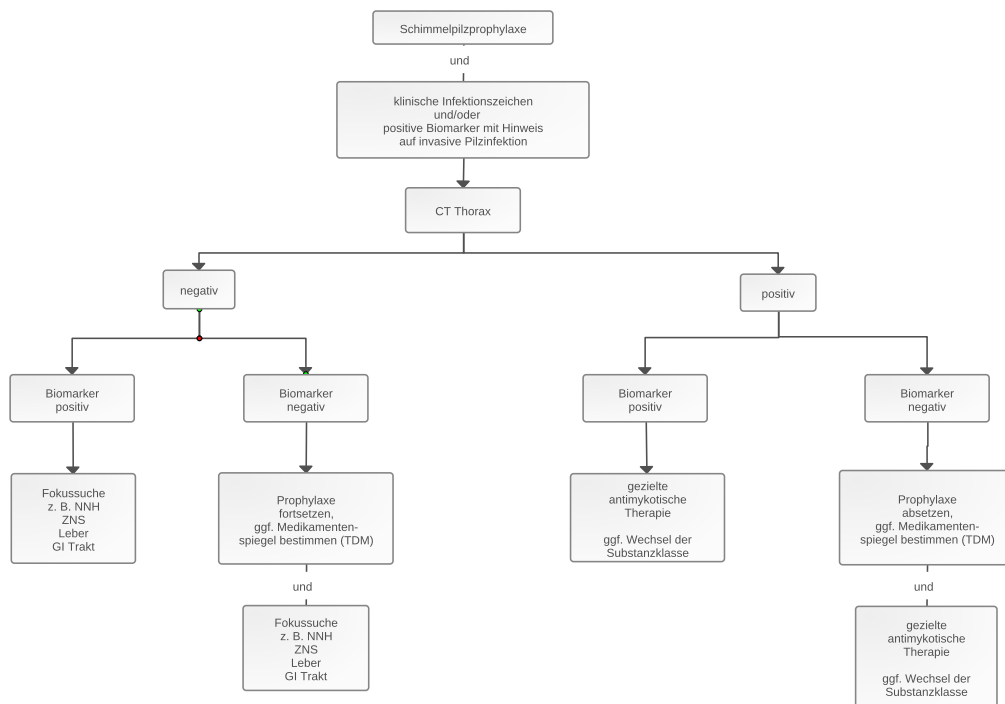 Schimmelpilzprophylaxe
und
klinische Infektionszeichen
und/oder
positive Biomarker mit Hinweis
auf invasive Pilzinfektion
CT Thorax
negativ
positiv
Biomarker
positiv
Biomarker
negativ
Biomarker
positiv
Biomarker
negativ
Fokussuche
z. B. NNH
ZNS
Leber
GI Trakt
Prophylaxe
fortsetzen,
ggf. Medikamenten-
spiegel bestimmen (TDM)
und
Fokussuche
z. B. NNH
ZNS
Leber
GI Trakt
gezielte
antimykotische
Therapie
ggf. Wechsel der
Substanzklasse
Prophylaxe
absetzen,
ggf. Medikamenten-
spiegel bestimmen (TDM)
und
gezielte
antimykotische
Therapie
ggf. Wechsel der
Substanzklasse